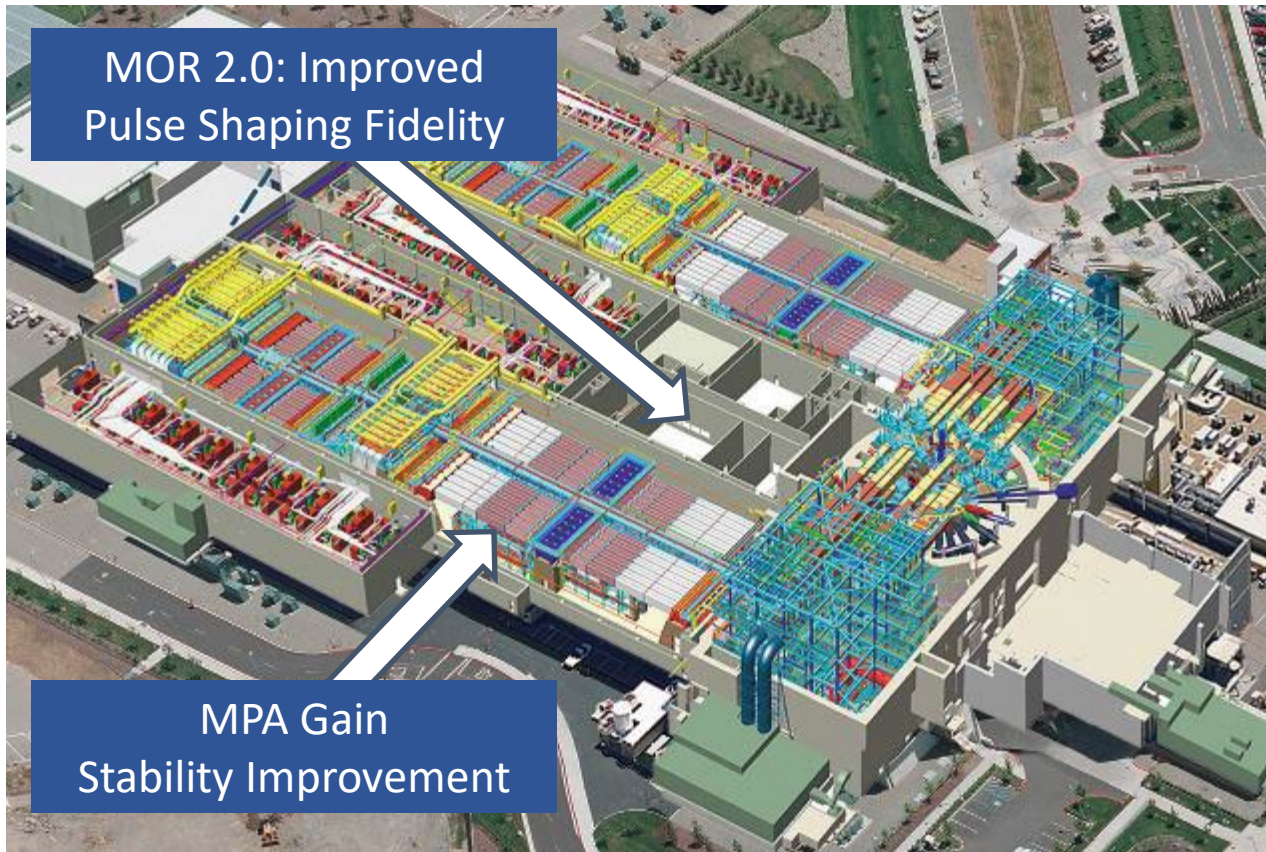 MOR 2.0: Improved
Pulse Shaping Fidelity
MPA Gain
Stability Improvement